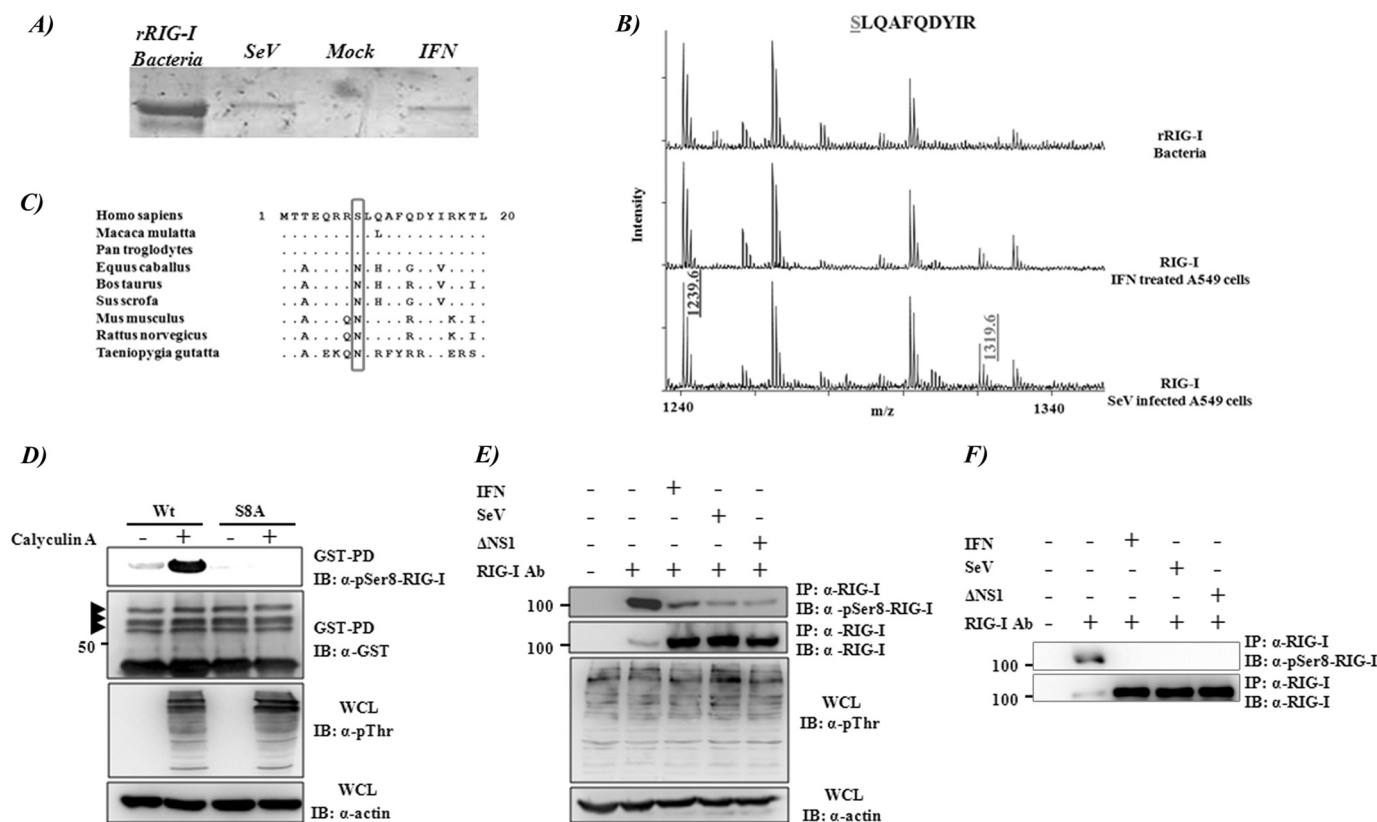 A)
rRIG-I
Bacteria
SeV
Mock
IFN
B)
SLQAFQDYIR
Intensity
rRIG-I
Bacteria
RIG-I
IFN treated A549 cells
1239.6
1319.6
RIG-I
SeV infected A549 cells
1240
m/z
1340
C)
Homo sapiens 1 MTTEQRRSLQAFQDYIRKTL 20
Macaca mulatta .........L..........
Pan troglodytes ....................
Equus caballus ..A....N.H..G..V...
Bos taurus ..A....N.H..R..V..I.
Sus scrofa ..A....N.H..G..V...
Mus musculus ..A...QN....R...K.I.
Rattus norvegicus ..A...QN....R...K.I.
Taeniopygia gutatta ..A.EKQN.RFYRR..ERS.
D)
Wt S8A
Calyculin A - + - +
GST-PD
IB: α-pSer8-RIG-I
50
GST-PD
IB: α-GST
WCL
IB: α-pThr
WCL
IB: α-actin
E)
IFN - - + - -
SeV - - - + -
ΔNS1 - - - - +
RIG-I Ab - + + + +
100
IP: α-RIG-I
IB: α-pSer8-RIG-I
100
IP: α-RIG-I
IB: α-RIG-I
WCL
IB: α-pThr
WCL
IB: α-actin
F)
IFN - - + - -
SeV - - - + -
ΔNS1 - - - - +
RIG-I Ab - + + + +
100
IP: α-RIG-I
IB: α-pSer8-RIG-I
100
IP: α-RIG-I
IB: α-RIG-I